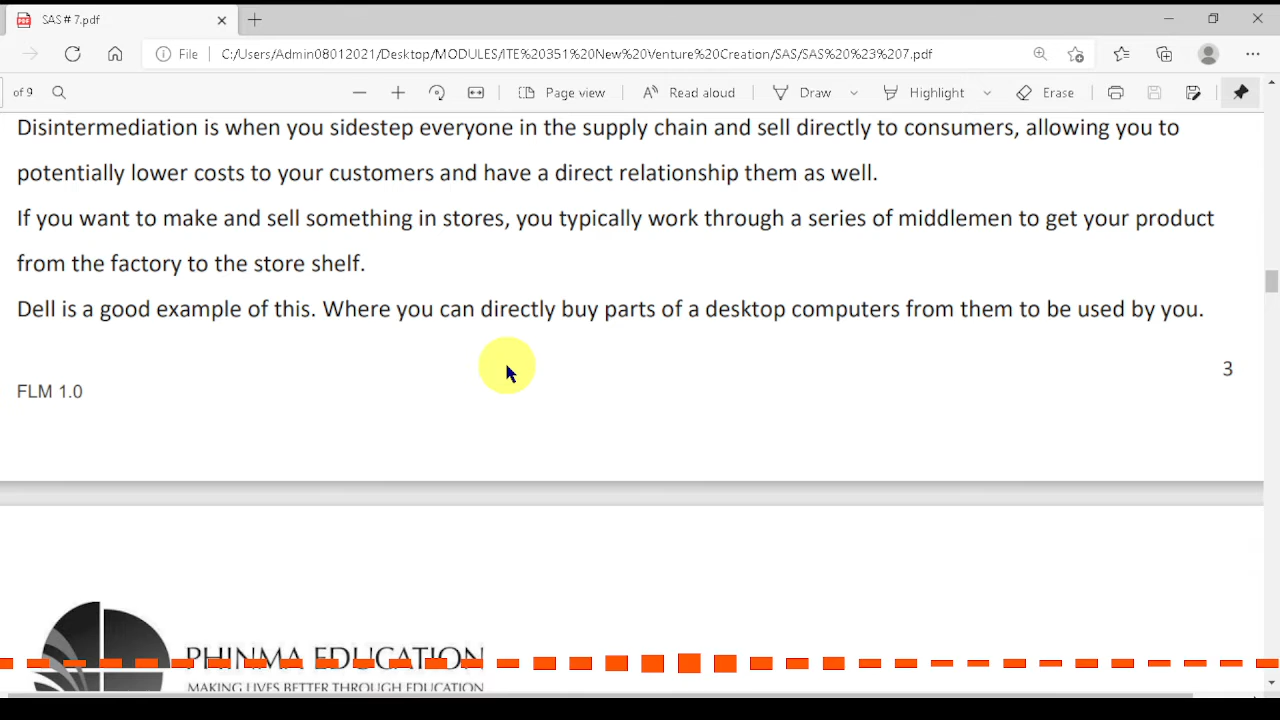 SAS # 7.pdf
File C:/Users/Admin08012021/Desktop/MODULES/ITE%20351%20New%20Venture%20Creation/SAS/SAS%20%23%207.pdf
of 9 Page view Read aloud Draw Highlight Erase
Disintermediation is when you sidestep everyone in the supply chain and sell directly to consumers, allowing you to
potentially lower costs to your customers and have a direct relationship them as well.
If you want to make and sell something in stores, you typically work through a series of middlemen to get your product
from the factory to the store shelf.
Dell is a good example of this. Where you can directly buy parts of a desktop computers from them to be used by you.
3
FLM 1.0
PHINMA EDUCATION
MAKING LIVES BETTER THROUGH EDUCATION